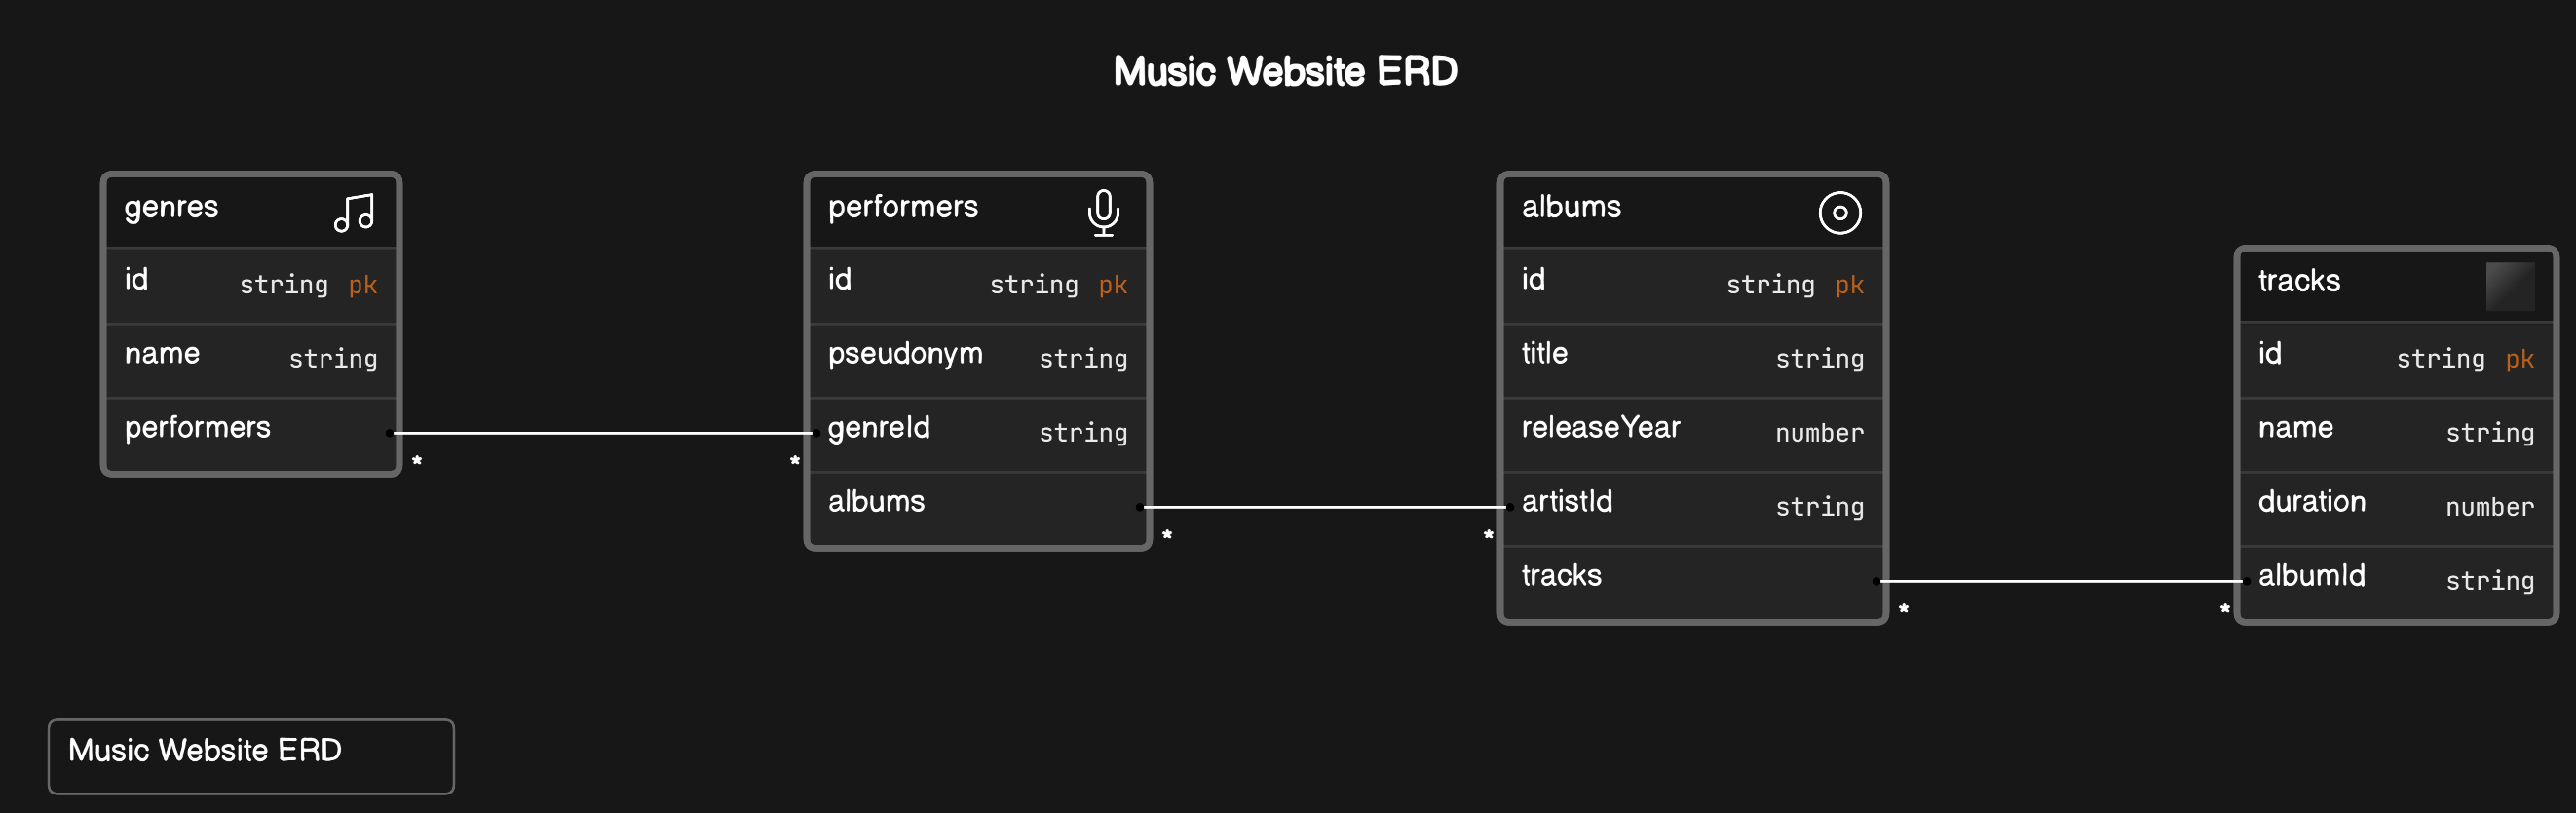 Music Website ERD
genres
id string pk
name string
performers
*
*
performers
id string pk
pseudonym string
genreId string
albums
*
*
albums
id string pk
title string
releaseYear number
artistId string
tracks
*
*
tracks
id string pk
name string
duration number
albumId string
Music Website ERD